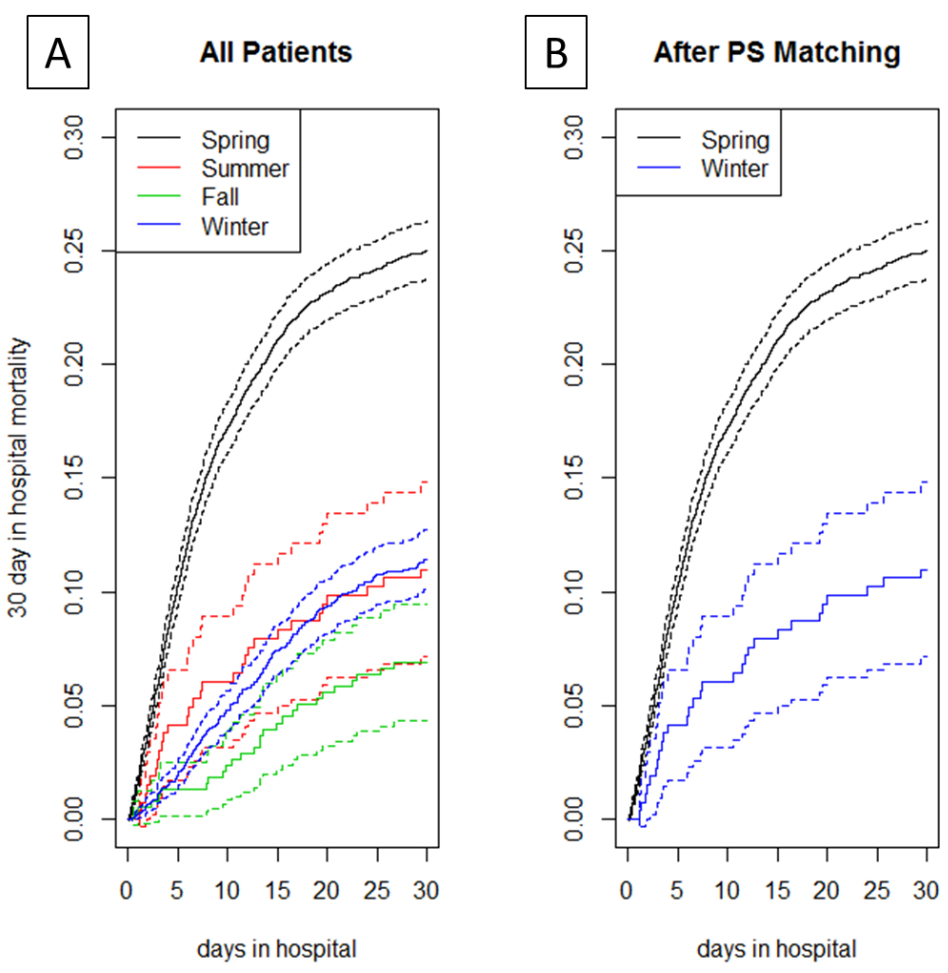 A
All Patients
30 day in hospital mortality
0.30
0.25
0.20
0.15
0.10
0.05
0.00
Spring
Summer
Fall
Winter
0 5 10 15 20 25 30
days in hospital
B
After PS Matching
0.30
0.25
0.20
0.15
0.10
0.05
0.00
Spring
Winter
0 5 10 15 20 25 30
days in hospital